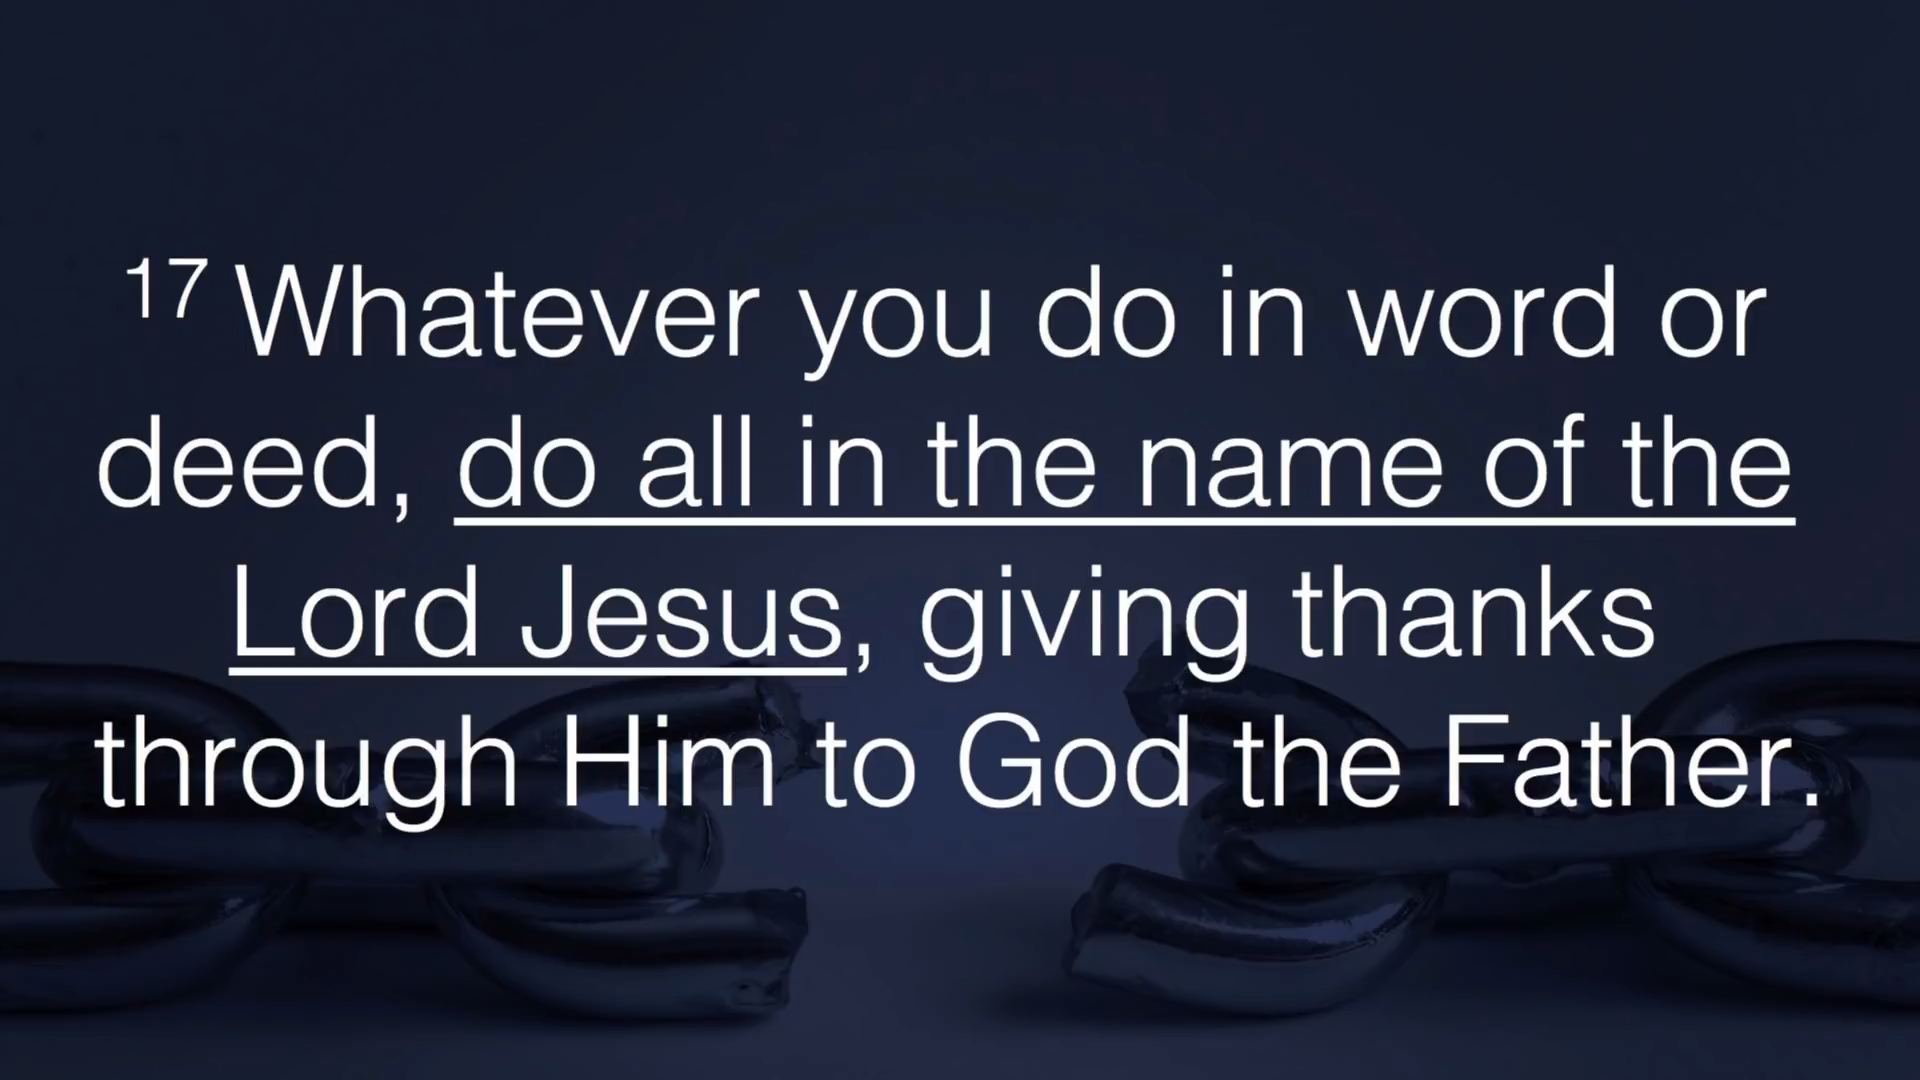 17 Whatever you do in word or
deed, do all in the name of the
Lord Jesus, giving thanks
through Him to God the Father.